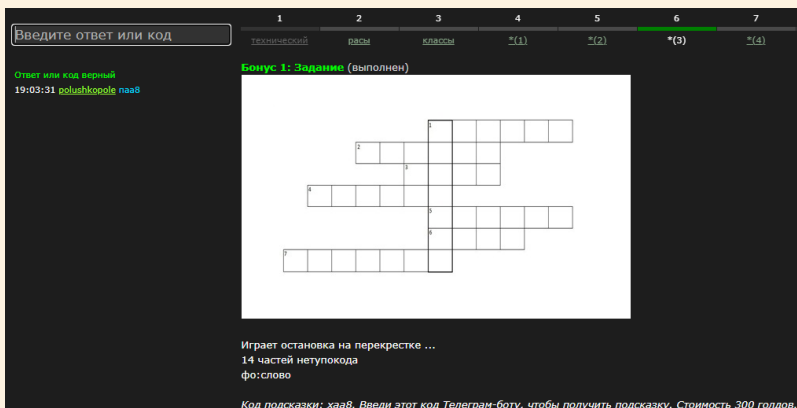 1 2 3 4 5 6 7
Введите ответ или код
технический расы классы *(1) *(2) *(3) *(4)
Ответ или код верный
19:03:31 polushkopole naa8
Бонус 1: Задание (выполнен)
1
2
3
4
5
6
7
Играет остановка на перекрестке ...
14 частей нетупокода
фо:слово
Код подсказки: xaa8. Введи этот код Телеграм-боту, чтобы получить подсказку. Стоимость 300 голдов.